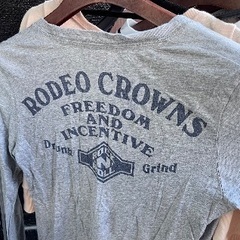 RODEO CROWNS
FREEDOM
AND
INCENTIVE
Grind